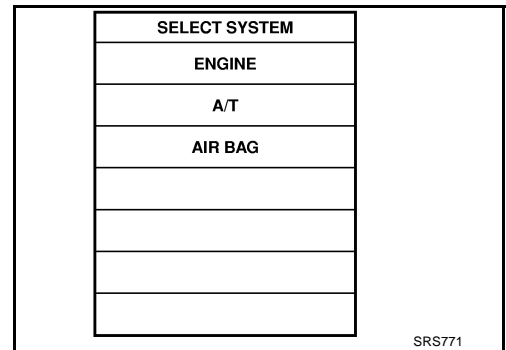 SELECT SYSTEM
ENGINE
A/T
AIR BAG
SRS771